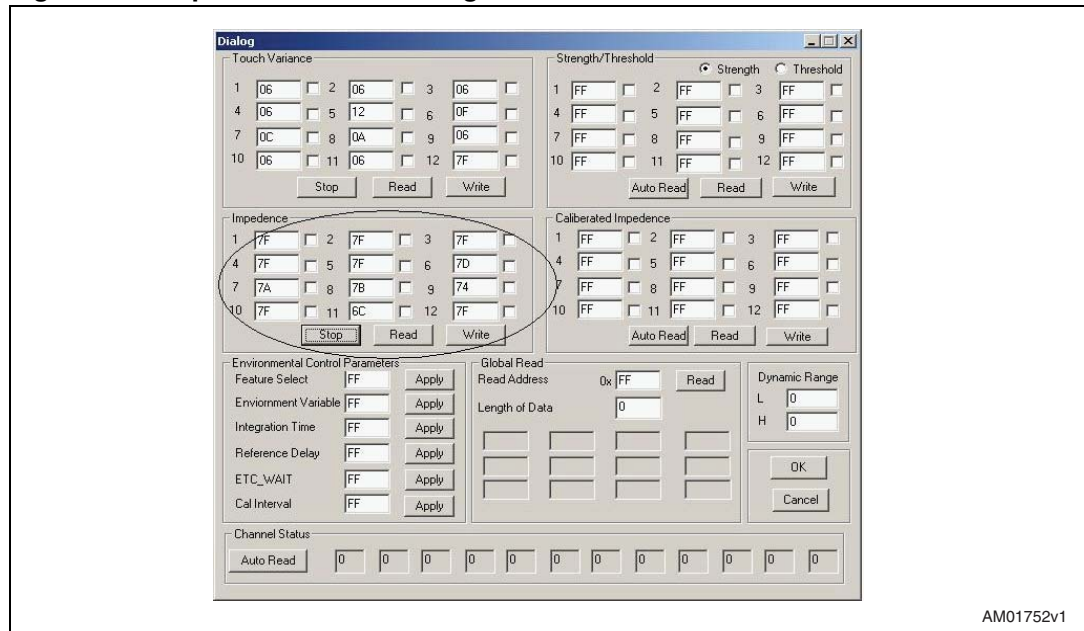 Dialog
Touch Variance
1 06 2 06 3 06
4 06 5 12 6 0F
7 0C 8 0A 9 06
10 06 11 06 12 7F
Stop Read Write
Strength/Threshold
Strength Threshold
1 FF 2 FF 3 FF
4 FF 5 FF 6 FF
7 FF 8 FF 9 FF
10 FF 11 FF 12 FF
Auto Read Read Write
Impedence
1 7F 2 7F 3 7F
4 7F 5 7F 6 7D
7 7A 8 7B 9 74
10 7F 11 6C 12 7F
Stop Read Write
Caliberated Impedence
1 FF 2 FF 3 FF
4 FF 5 FF 6 FF
7 FF 8 FF 9 FF
10 FF 11 FF 12 FF
Auto Read Read Write
Environmental Control Parameters
Feature Select FF Apply
Enviornment Variable FF Apply
Integration Time FF Apply
Reference Delay FF Apply
ETC_WAIT FF Apply
Cal Interval FF Apply
Global Read
Read Address 0x FF Read
Length of Data 0
Dynamic Range
L 0
H 0
OK
Cancel
Channel Status
Auto Read 0 0 0 0 0 0 0 0 0 0 0 0
AM01752v1